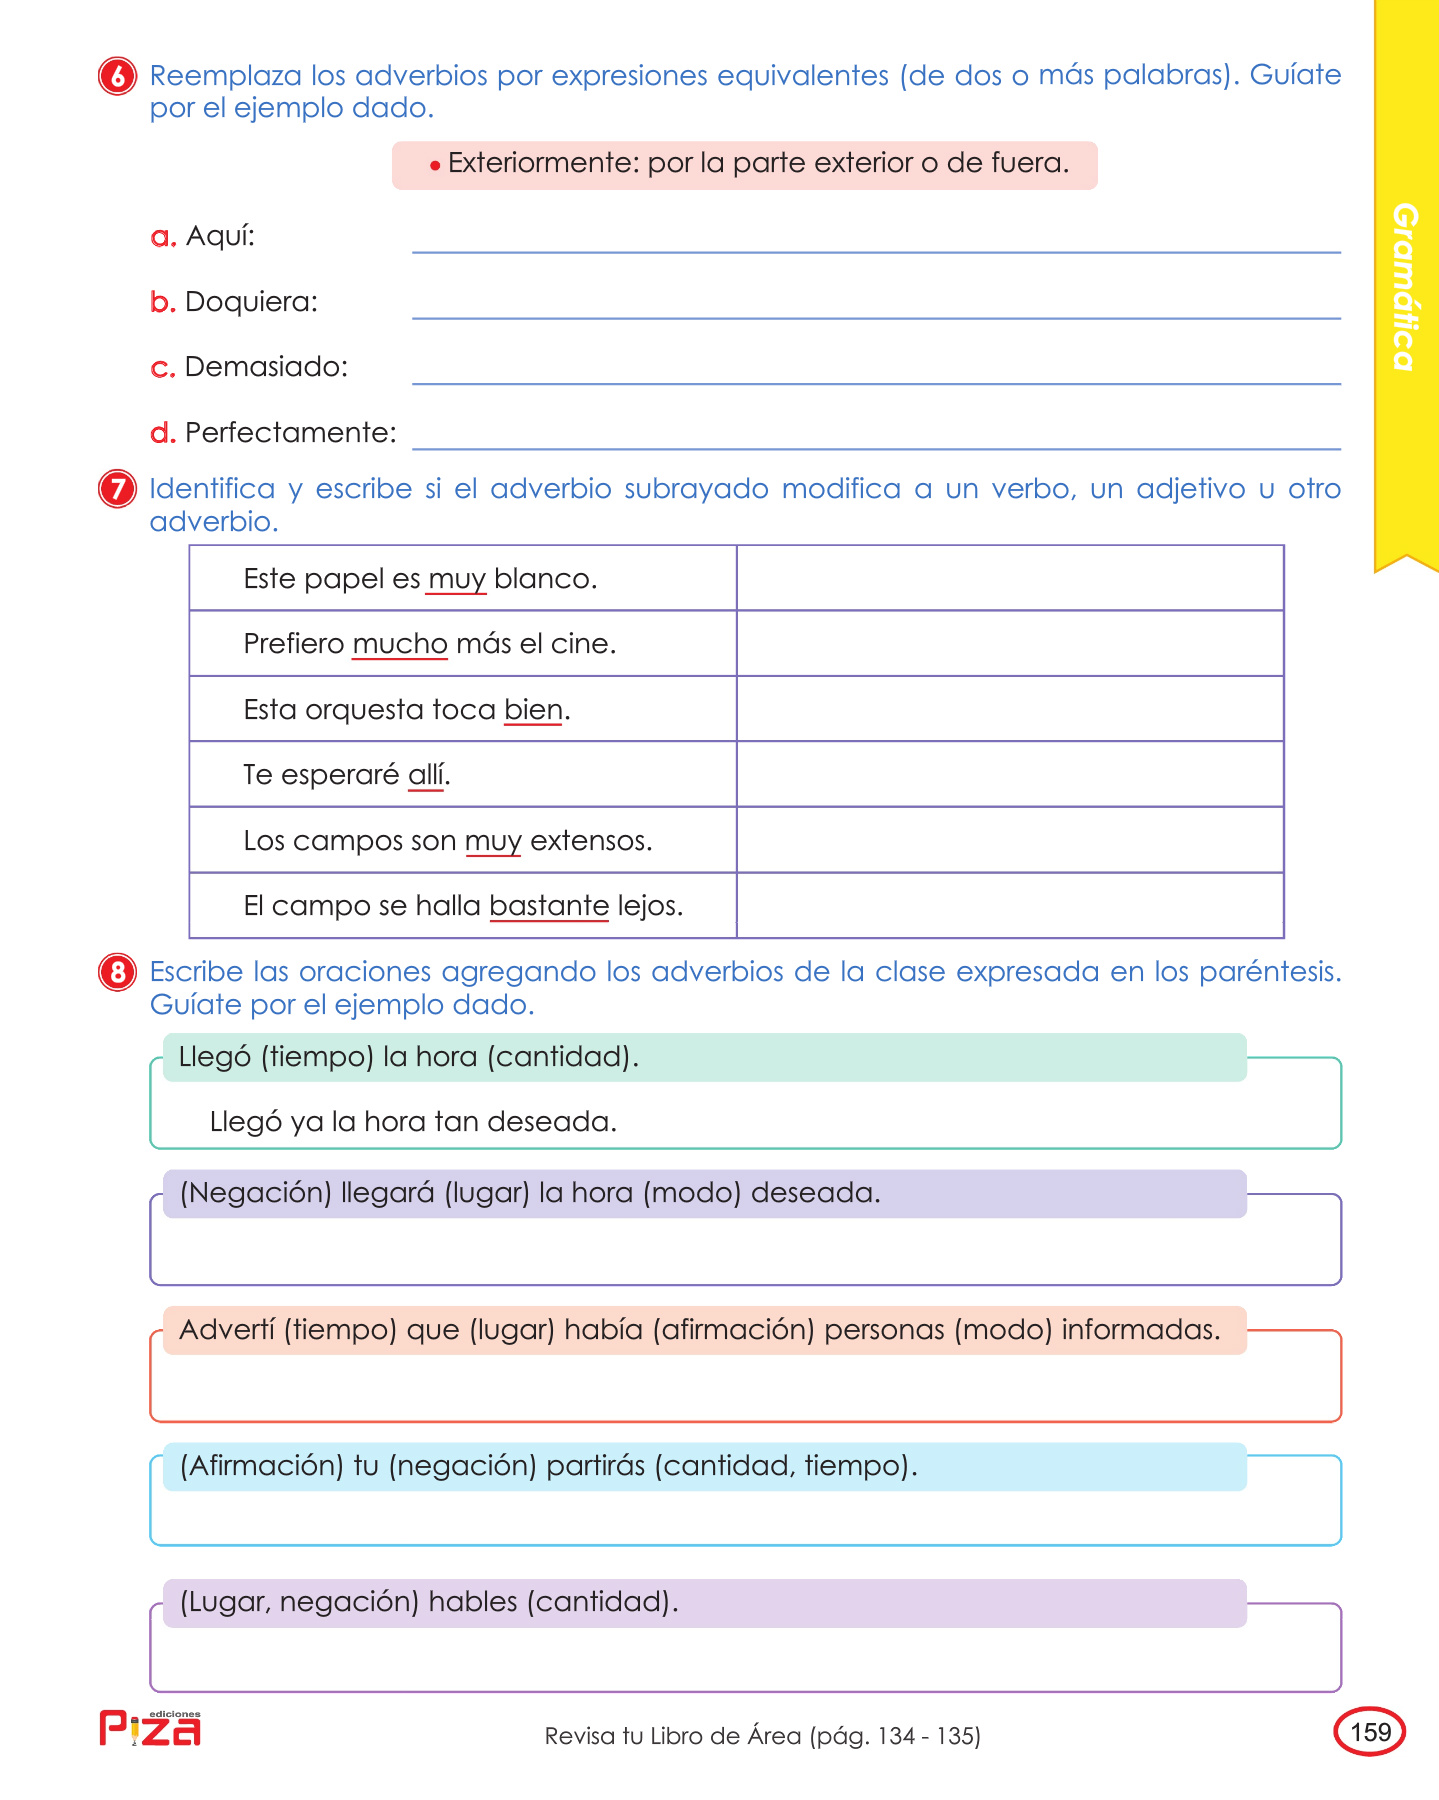 6 Reemplaza los adverbios por expresiones equivalentes (de dos o más palabras). Guíate
por el ejemplo dado.
• Exteriormente: por la parte exterior o de fuera.
a. Aquí:
b. Doquiera:
c. Demasiado:
d. Perfectamente:
7 Identifica y escribe si el adverbio subrayado modifica a un verbo, un adjetivo u otro
adverbio.
Este papel es muy blanco.
Prefiero mucho más el cine.
Esta orquesta toca bien.
Te esperaré allí.
Los campos son muy extensos.
El campo se halla bastante lejos.
8 Escribe las oraciones agregando los adverbios de la clase expresada en los paréntesis.
Guíate por el ejemplo dado.
Llegó (tiempo) la hora (cantidad).
Llegó ya la hora tan deseada.
(Negación) llegará (lugar) la hora (modo) deseada.
Advertí (tiempo) que (lugar) había (afirmación) personas (modo) informadas.
(Afirmación) tu (negación) partirás (cantidad, tiempo).
(Lugar, negación) hables (cantidad).
Gramática
ediciones
Piza
Revisa tu Libro de Área (pág. 134 - 135)
159